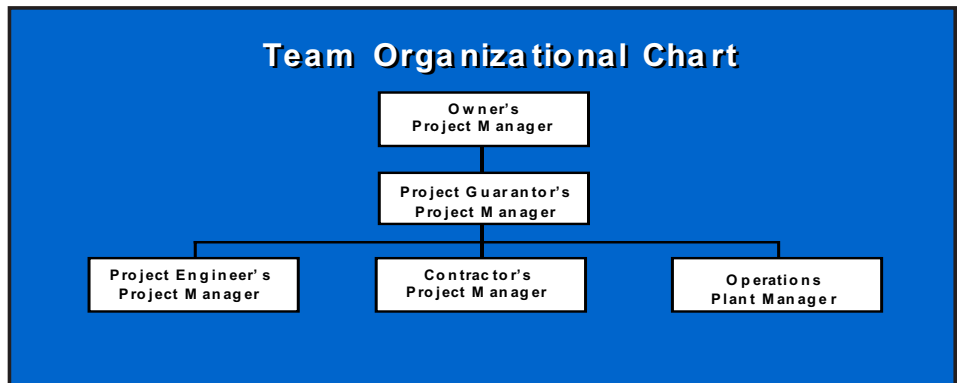 Team Organizational Chart
Owner’s
Project Manager
Project Guarantor’s
Project Manager
Project Engineer’s
Project Manager
Contractor’s
Project Manager
Operations
Plant Manager